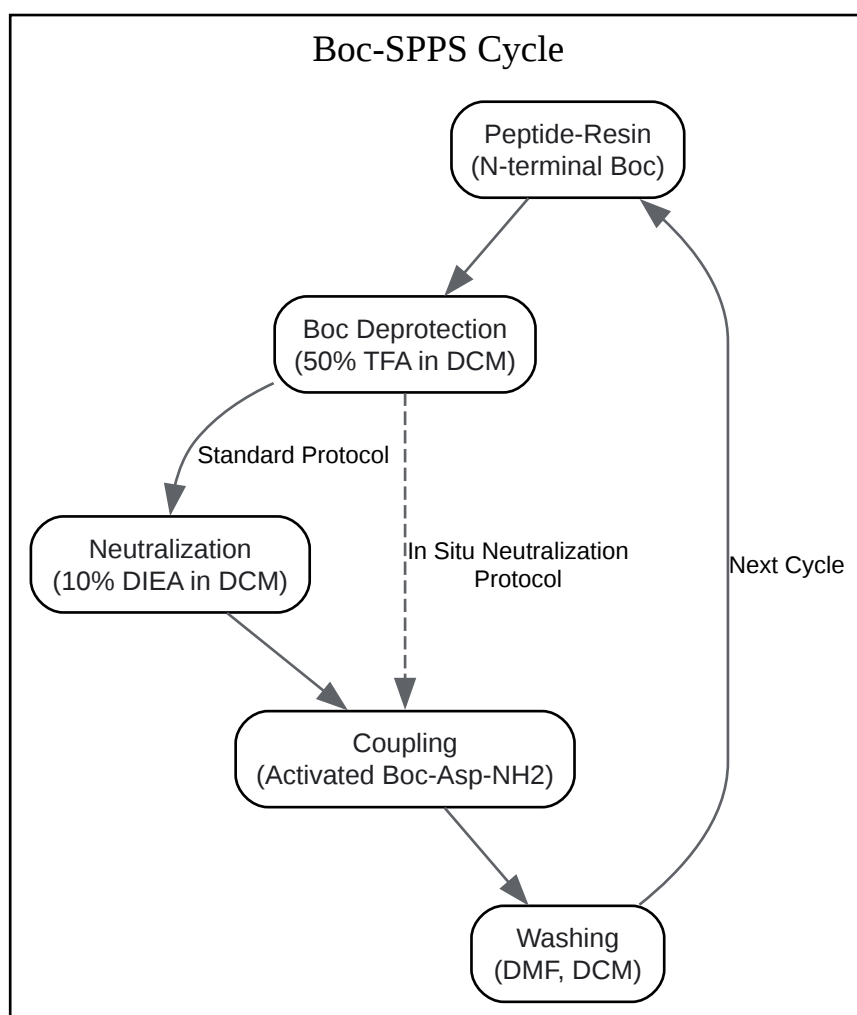 Boc-SPPS Cycle
Peptide-Resin
(N-terminal Boc)
Boc Deprotection
(50% TFA in DCM)
Standard Protocol
Neutralization
(10% DIEA in DCM)
In Situ Neutralization
Protocol
Next Cycle
Coupling
(Activated Boc-Asp-NH2)
Washing
(DMF, DCM)